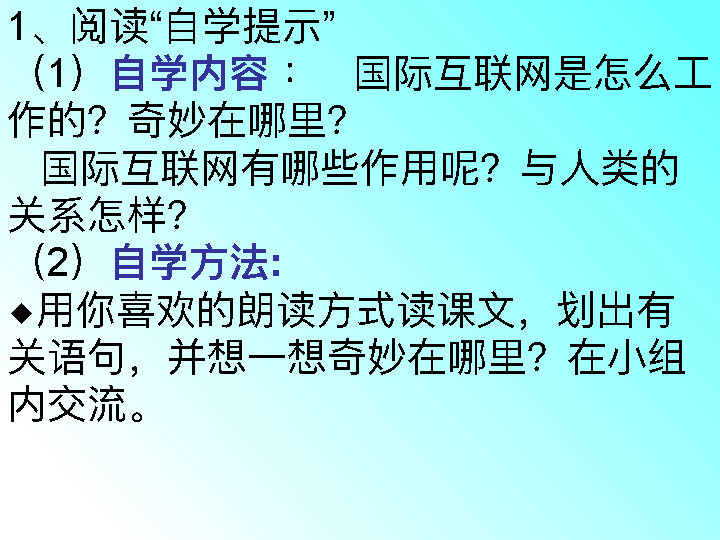 1、阅读“自学提示”
（1）自学内容： 国际互联网是怎么工
作的？奇妙在哪里？
国际互联网有哪些作用呢？与人类的
关系怎样？
（2）自学方法：
◆用你喜欢的朗读方式读课文，划出有
关语句，并想一想奇妙在哪里？在小组
内交流。